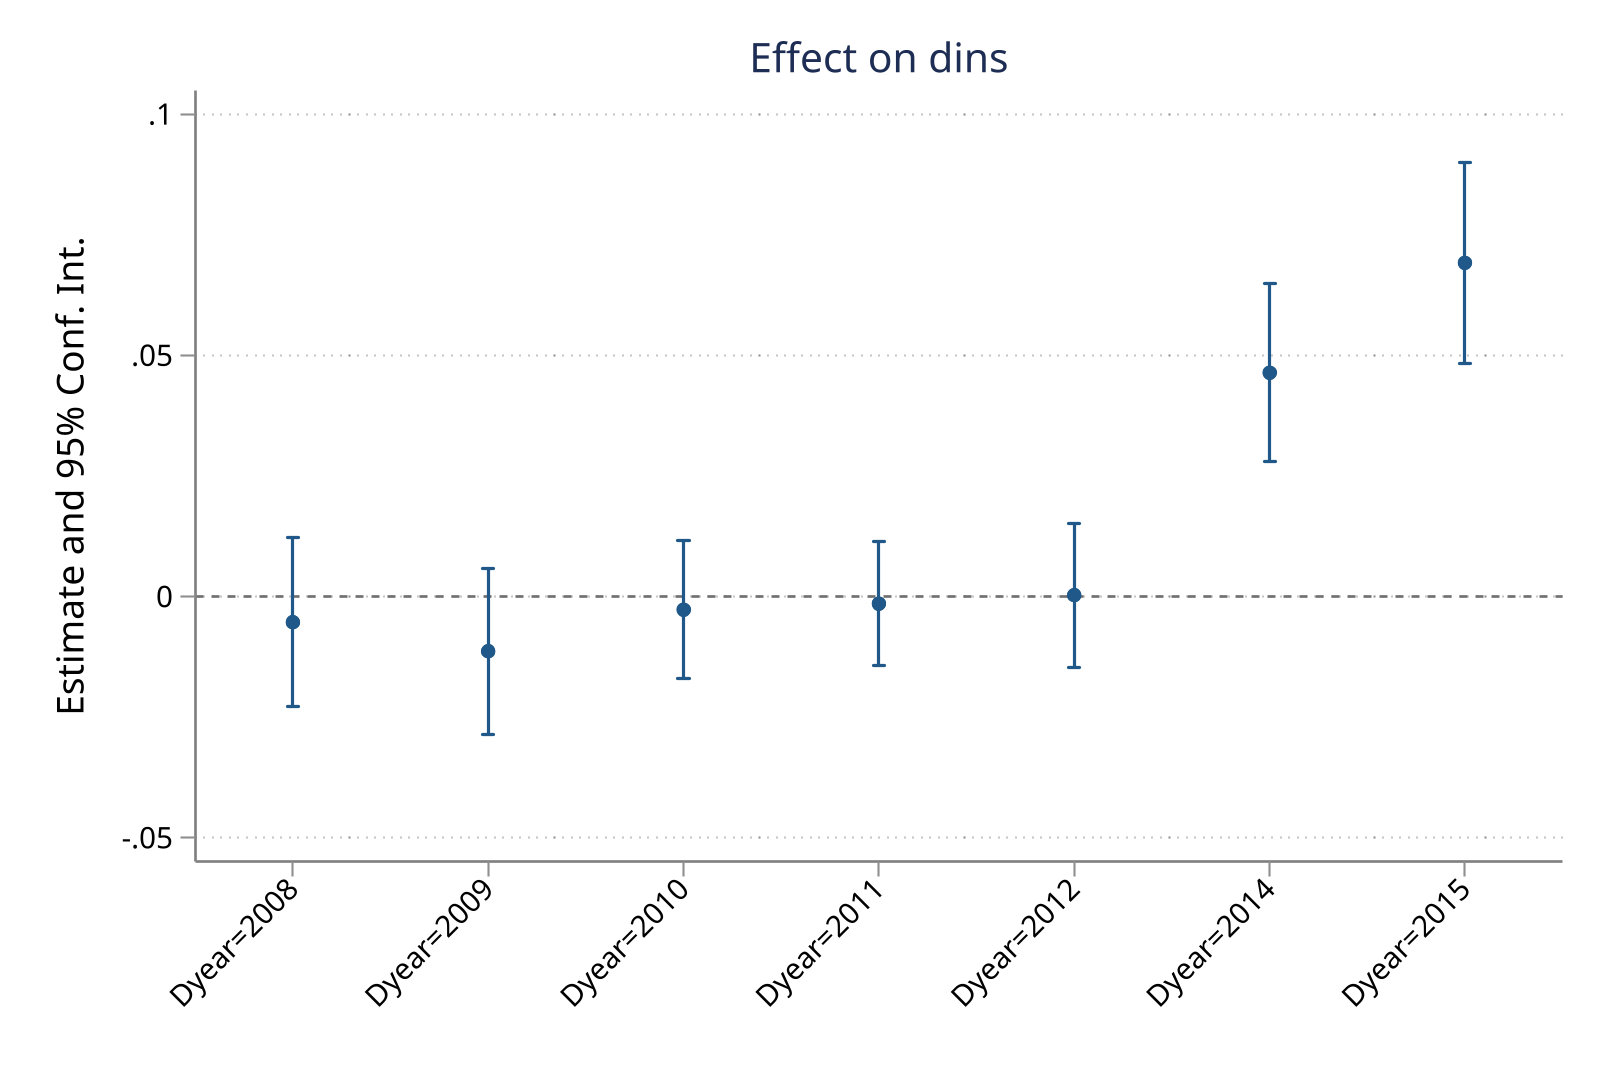 Effect on dins
Estimate and 95% Conf. Int.
.1
.05
0
-.05
Dyear=2008
Dyear=2009
Dyear=2010
Dyear=2011
Dyear=2012
Dyear=2014
Dyear=2015